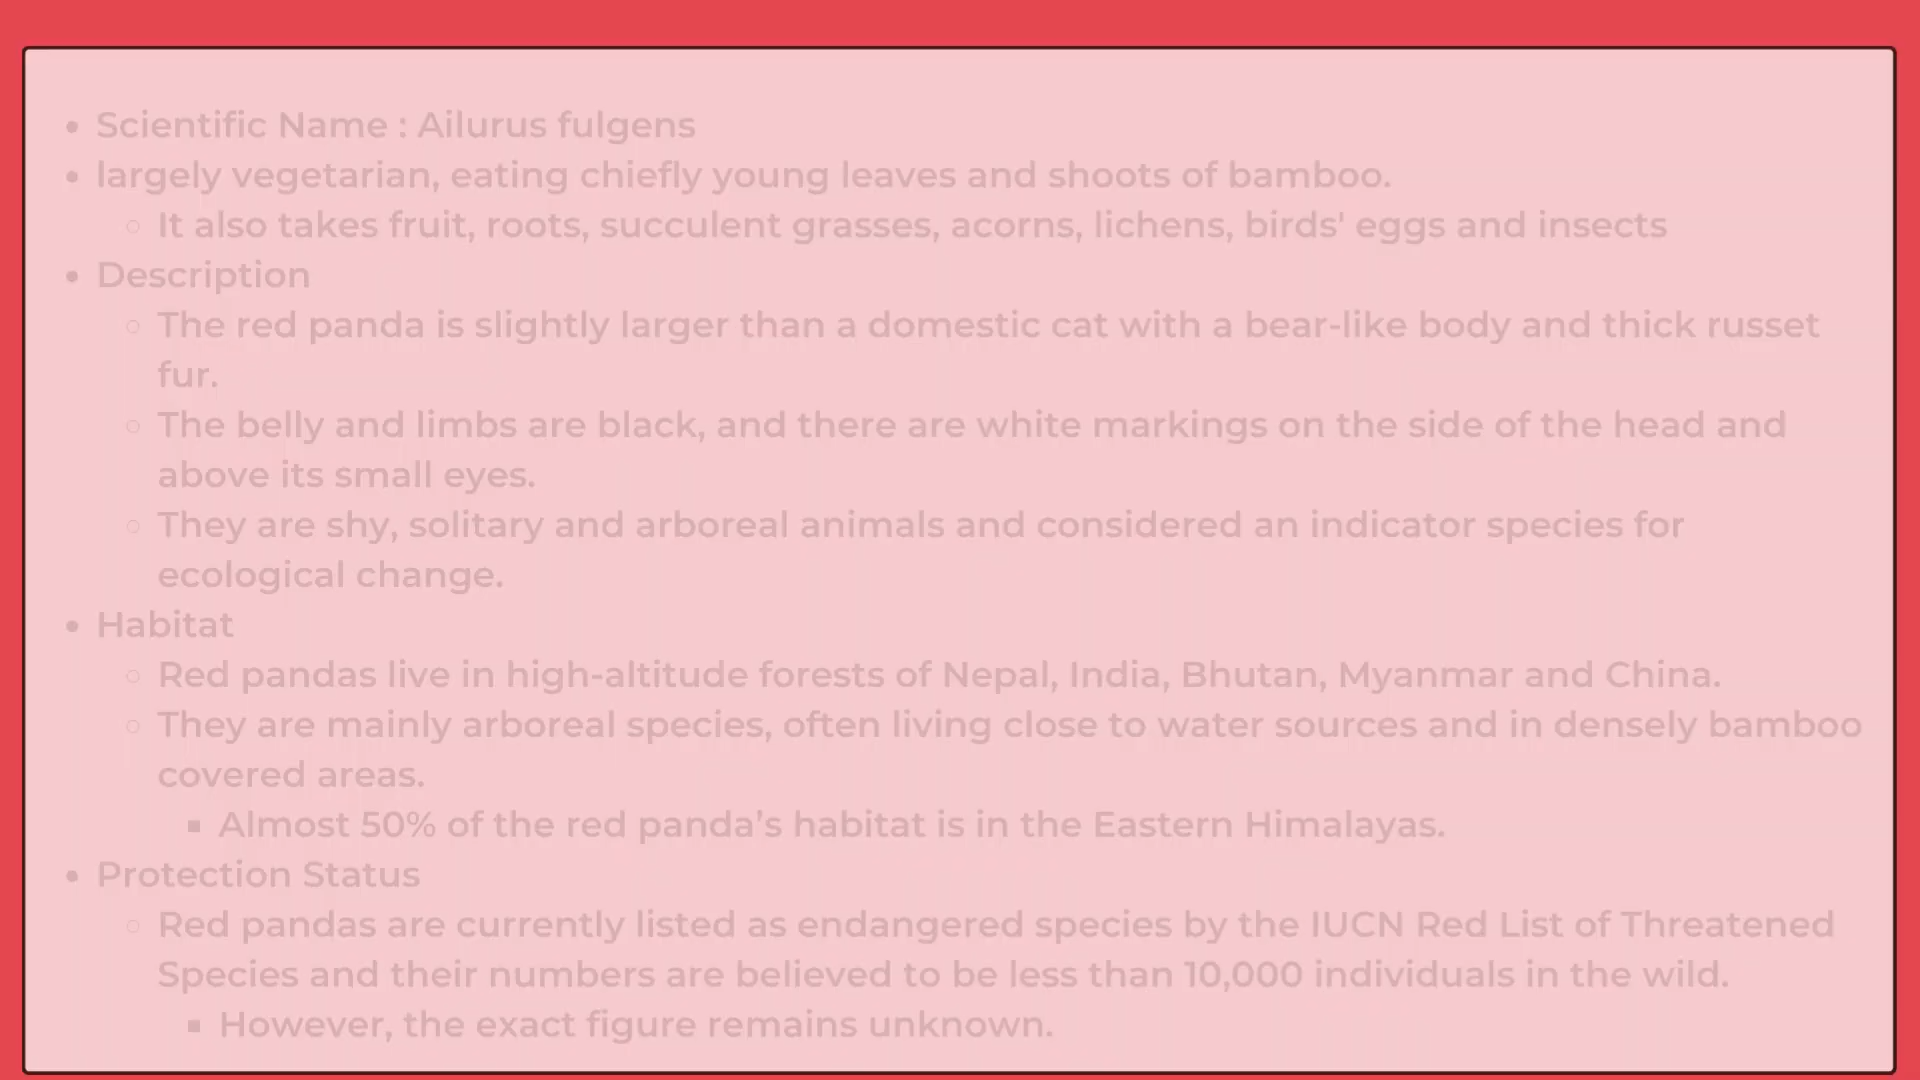 Scientific Name : Ailurus fulgens
largely vegetarian, eating chiefly young leaves and shoots of bamboo.
It also takes fruit, roots, succulent grasses, acorns, lichens, birds' eggs and insects
Description
The red panda is slightly larger than a domestic cat with a bear-like body and thick russet
fur.
The belly and limbs are black, and there are white markings on the side of the head and
above its small eyes.
They are shy, solitary and arboreal animals and considered an indicator species for
ecological change.
Habitat
Red pandas live in high-altitude forests of Nepal, India, Bhutan, Myanmar and China.
They are mainly arboreal species, often living close to water sources and in densely bamboo
covered areas.
Almost 50% of the red panda’s habitat is in the Eastern Himalayas.
Protection Status
Red pandas are currently listed as endangered species by the IUCN Red List of Threatened
Species and their numbers are believed to be less than 10,000 individuals in the wild.
However, the exact figure remains unknown.